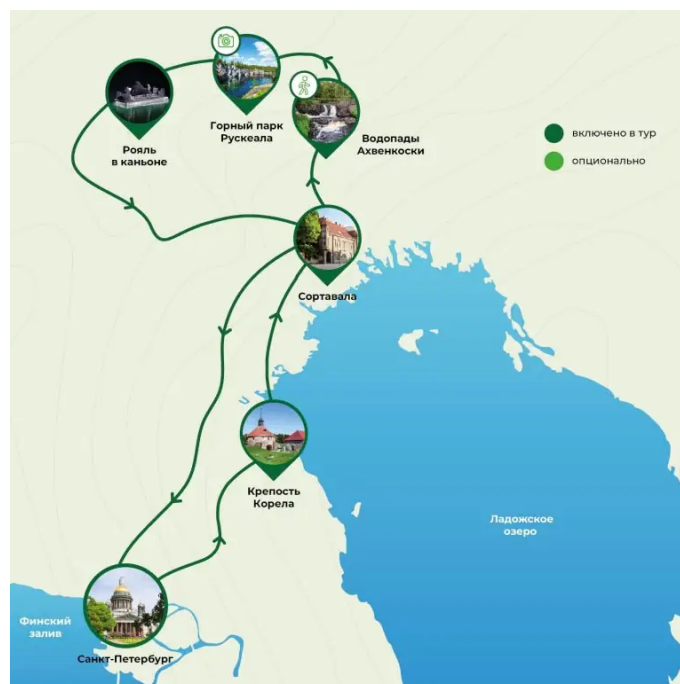 Горный парк
Рускеала
Рояль
в каньоне
Водопады
Ахвенкоски
включено в тур
опционально
Сортавала
Крепость
Корела
Ладожское
озеро
Финский
залив
Санкт-Петербург